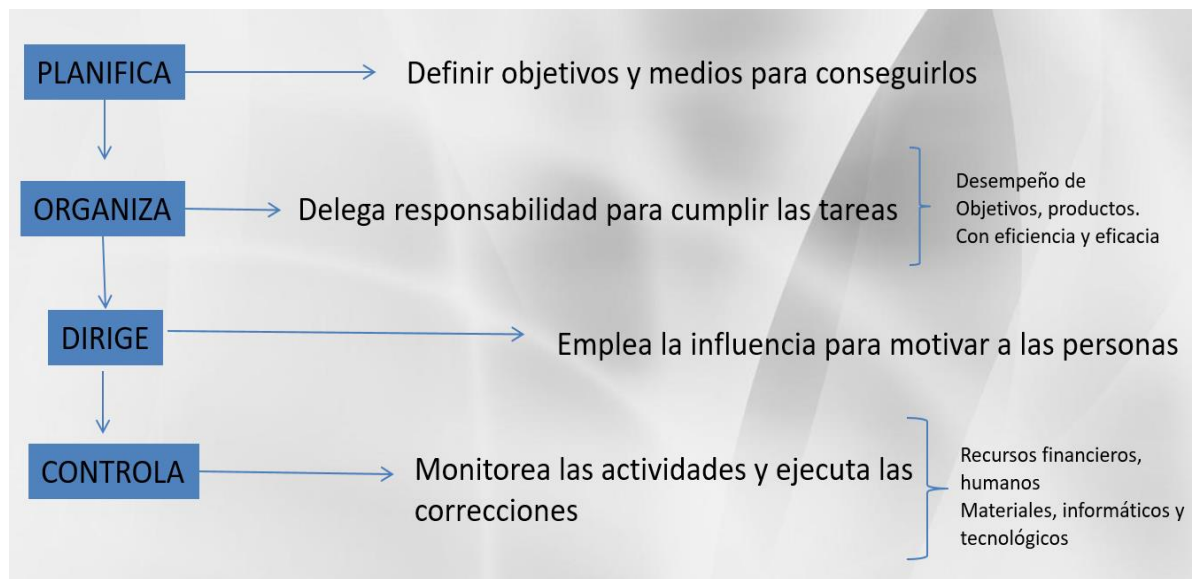 PLANIFICA
Definir objetivos y medios para conseguirlos
ORGANIZA
Delega responsabilidad para cumplir las tareas
Desempeño de
Objetivos, productos.
Con eficiencia y eficacia
DIRIGE
Emplea la influencia para motivar a las personas
CONTROLA
Monitorea las actividades y ejecuta las
correcciones
Recursos financieros,
humanos
Materiales, informáticos y
tecnológicos